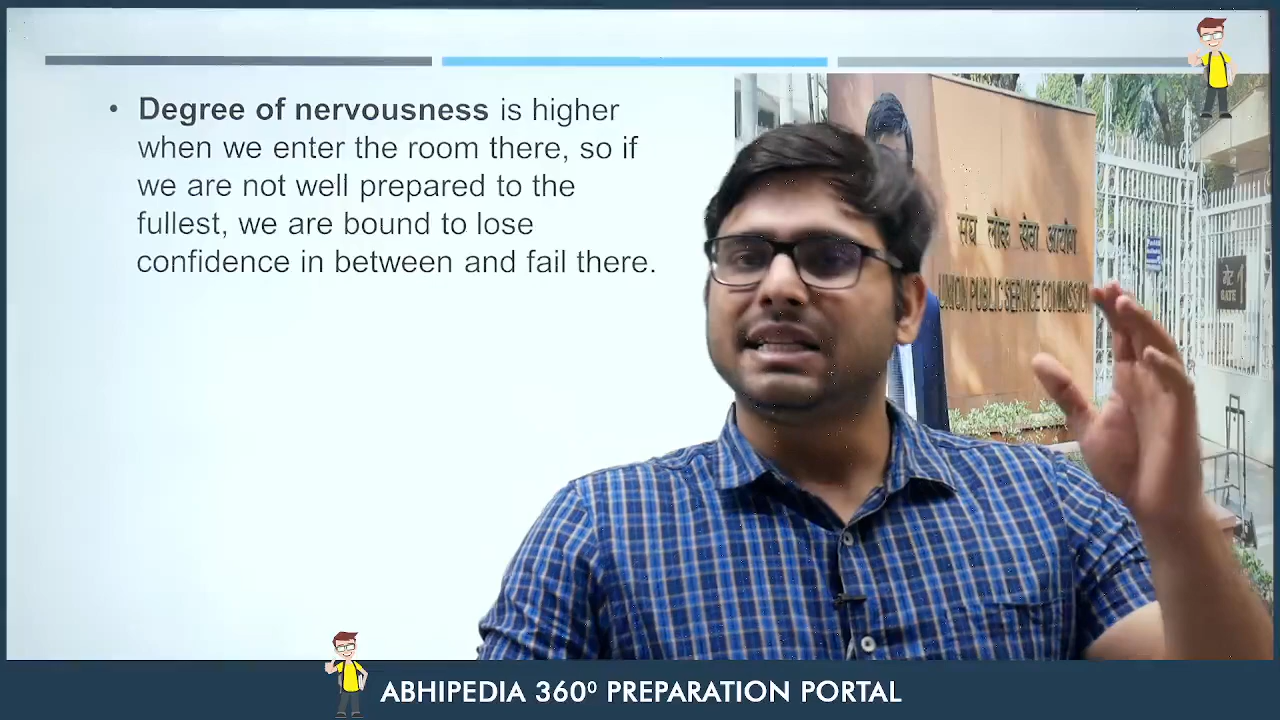 • Degree of nervousness is higher
when we enter the room there, so if
we are not well prepared to the
fullest, we are bound to lose
confidence in between and fail there.
संघ लोक सेवा आयोग
UNION PUBLIC SERVICE COMMISSION
गेट 1
GATE
ABHIPEDIA 360⁰ PREPARATION PORTAL